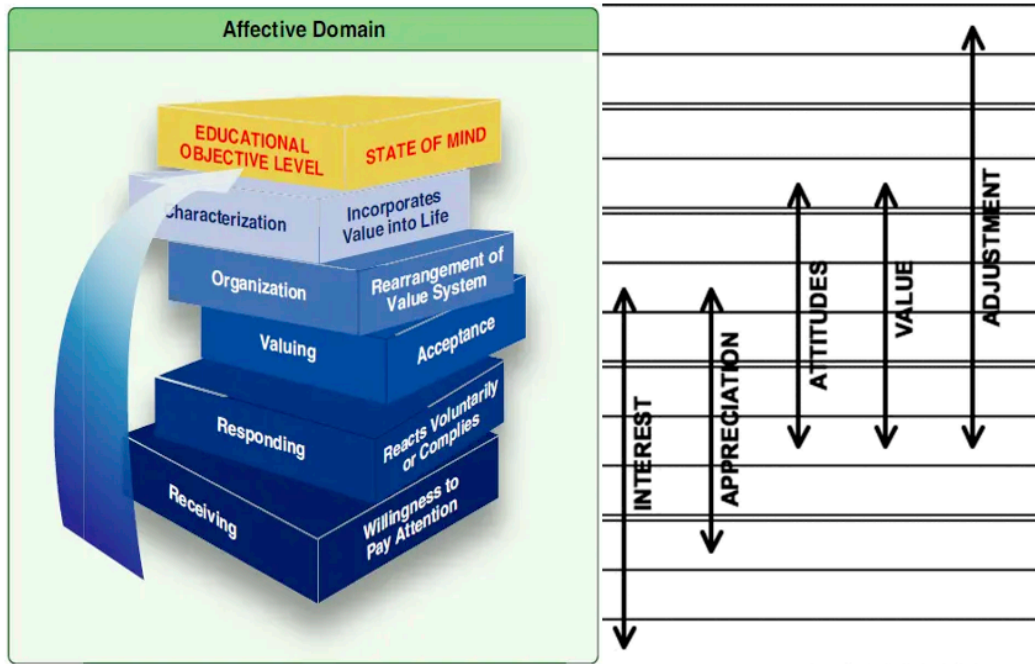 Affective Domain
EDUCATIONAL
OBJECTIVE LEVEL
STATE OF MIND
Characterization
Incorporates
Value into Life
Organization
Rearrangement of
Value System
Valuing
Acceptance
Responding
Reacts Voluntarily
or Complies
Receiving
Willingness to
Pay Attention
INTEREST
APPRECIATION
ATTITUDES
VALUE
ADJUSTMENT